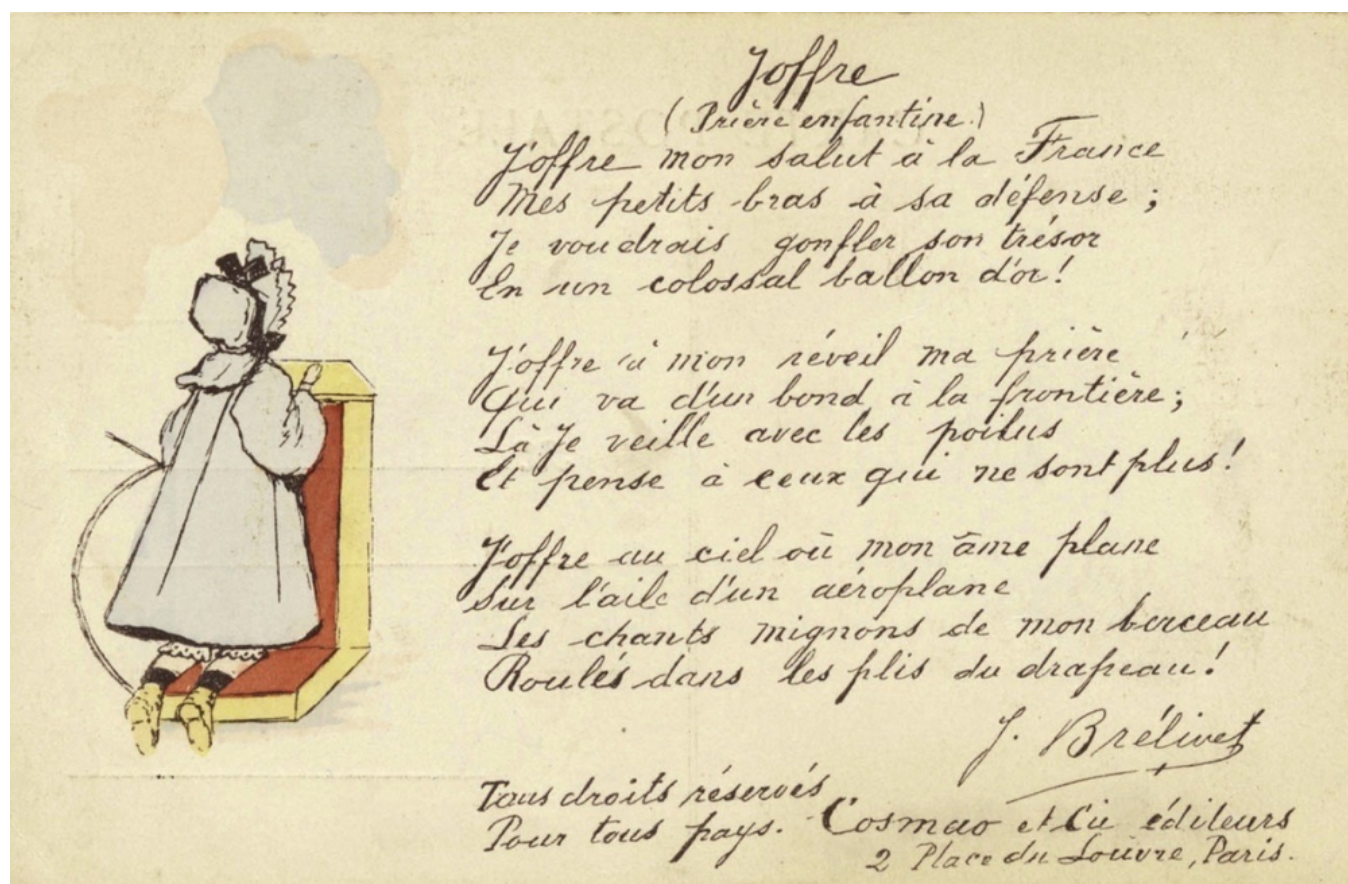 Joffre
(Prière enfantine.)
J'offre mon salut à la France
Mes petits bras à sa défense ;
Je voudrais gonfler son trésor
En un colossal ballon d'or !
J'offre à mon réveil ma prière
Qui va d'un bond à la frontière ;
Là Je veille avec les poilus
Et pense à ceux qui ne sont plus !
J'offre au ciel où mon âme plane
Sur l'aile d'un aéroplane
Les chants mignons de mon berceau
Roulés dans les plis du drapeau !
J. Brélivet
Tous droits réservés
Pour tous pays.
Cosmao et Cie éditeurs
2 Place du Louvre, Paris.